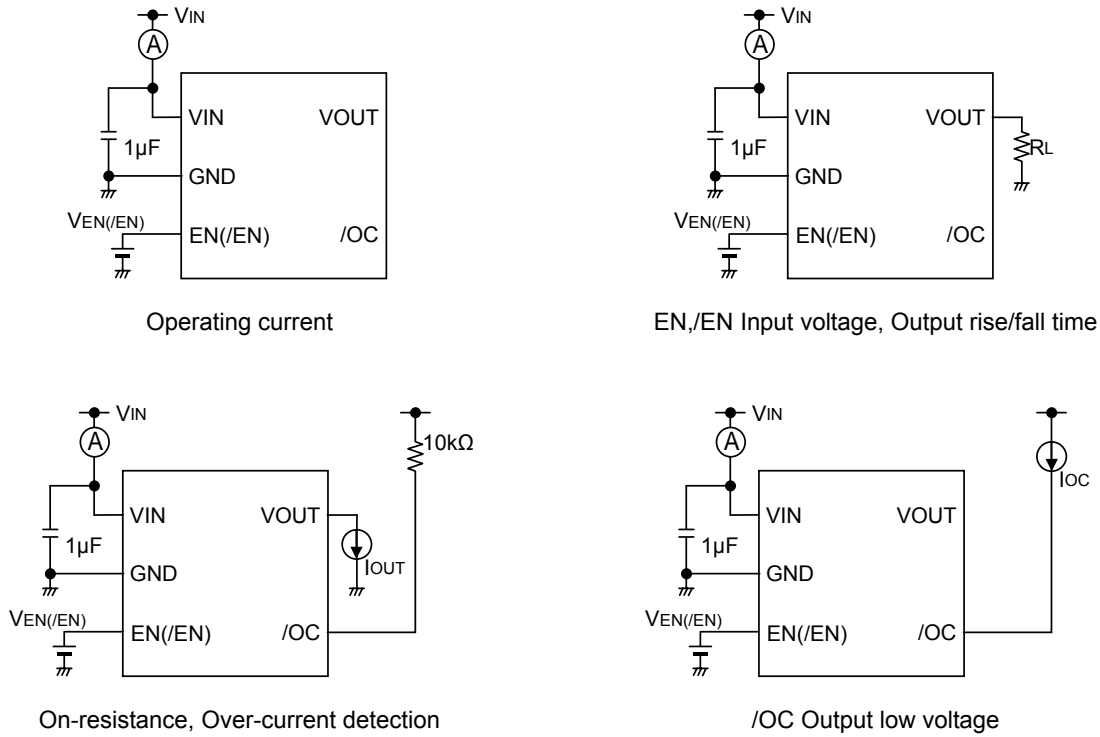 VIN
A
VIN VOUT
1µF
GND
VEN(/EN)
EN(/EN) /OC
Operating current
VIN
A
VIN VOUT
1µF RL
GND
VEN(/EN)
EN(/EN) /OC
EN,/EN Input voltage, Output rise/fall time
VIN
A 10kΩ
VIN VOUT
1µF IOUT
GND
VEN(/EN)
EN(/EN) /OC
On-resistance, Over-current detection
VIN
A
IOC
VIN VOUT
1µF
GND
VEN(/EN)
EN(/EN) /OC
/OC Output low voltage